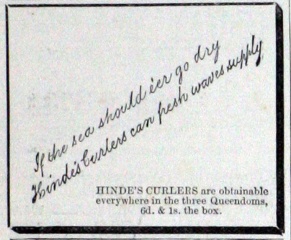 If the sea should e'er go dry
Hinde's Curlers can fresh waves supply
HINDE'S CURLERS are obtainable
everywhere in the three Queendoms,
6d. & 1s. the box.